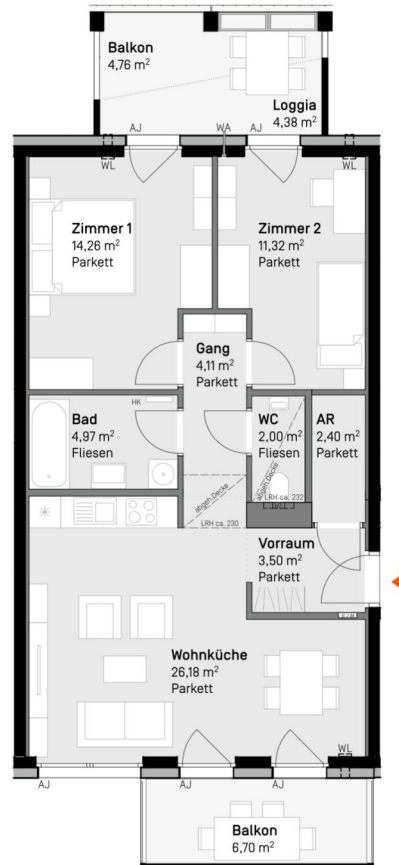 Balkon
4,76 m²
Loggia
4,38 m²
AJ
WA
AJ
WL
WL
Zimmer 1
14,26 m²
Parkett
Zimmer 2
11,32 m²
Parkett
Gang
4,11 m²
Parkett
HK
Bad
4,97 m²
Fliesen
WC
2,00 m²
Fliesen
AR
2,40 m²
Parkett
abgeh Decke
abgeh Decke
LRH ca. 232
LRH ca. 230
Vorraum
3,50 m²
Parkett
Wohnküche
26,18 m²
Parkett
WL
AJ
AJ
AJ
Balkon
6,70 m²